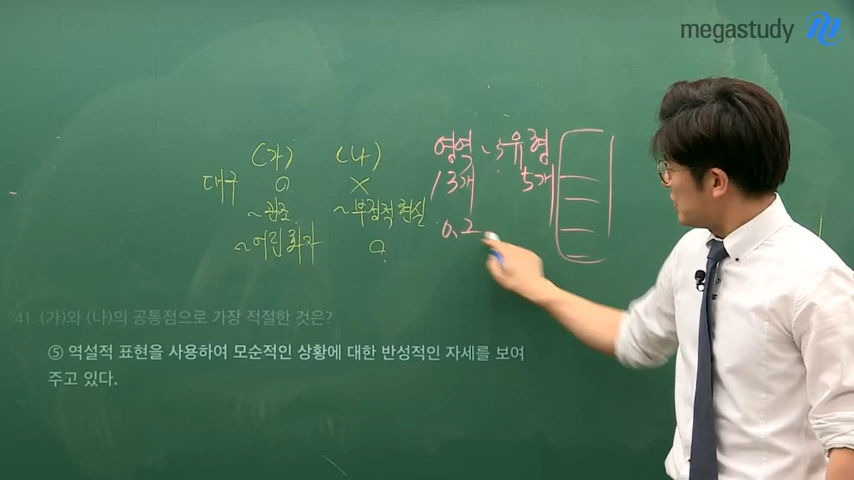 megastudy
(가) (나)
대구 O X
~강조 ~부정적 현실
~어린 화자 O
영역 ~ 유형
13개 5개
0.2
41. (가)와 (나)의 공통점으로 가장 적절한 것은?
⑤ 역설적 표현을 사용하여 모순적인 상황에 대한 반성적인 자세를 보여
주고 있다.